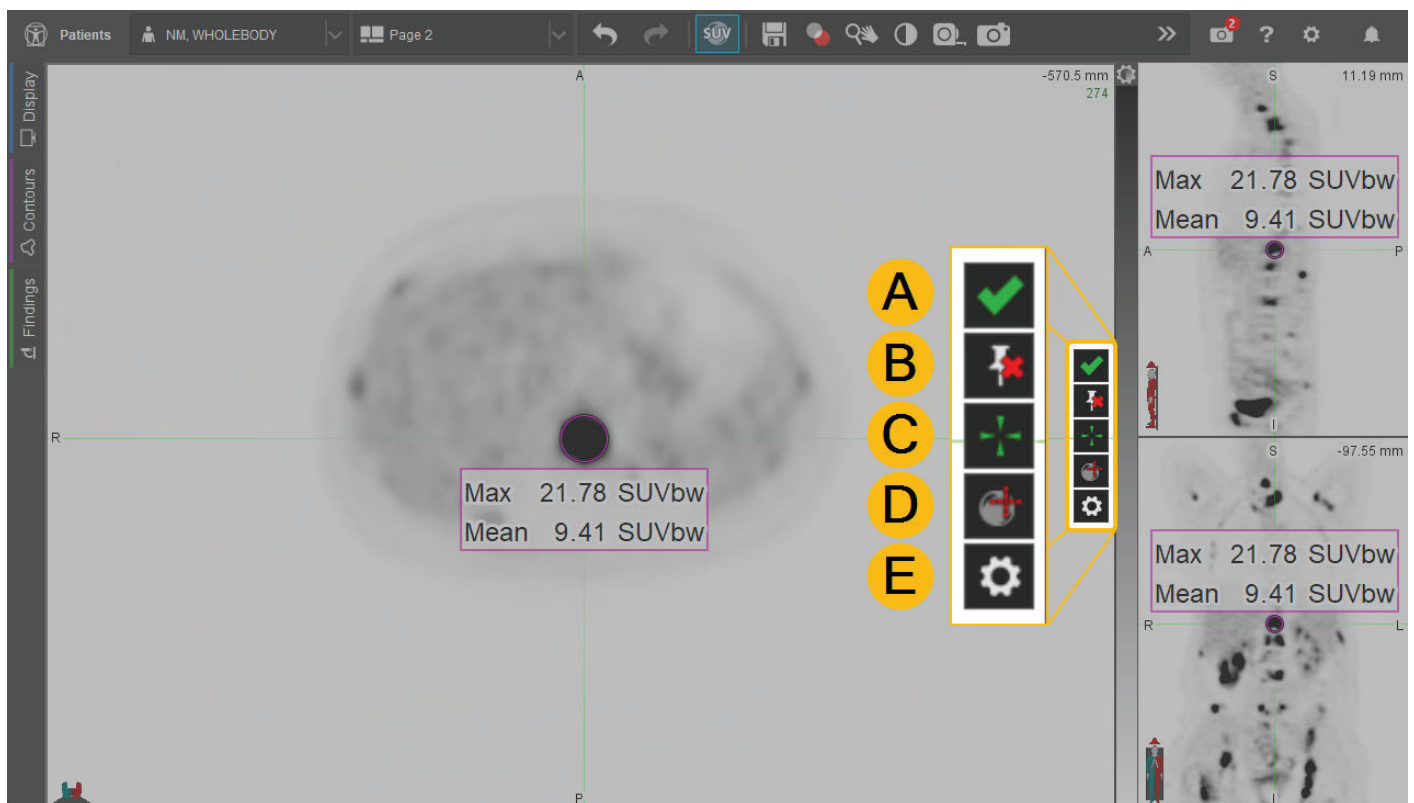 Patients
NM, WHOLEBODY
Page 2
SUV
2
?
Display
Contours
Findings
A
-570.5 mm
274
R
Max 21.78 SUVbw
Mean 9.41 SUVbw
P
A
B
C
D
E
S
11.19 mm
Max 21.78 SUVbw
Mean 9.41 SUVbw
A
P
I
S
-97.55 mm
Max 21.78 SUVbw
Mean 9.41 SUVbw
R
L
A
I